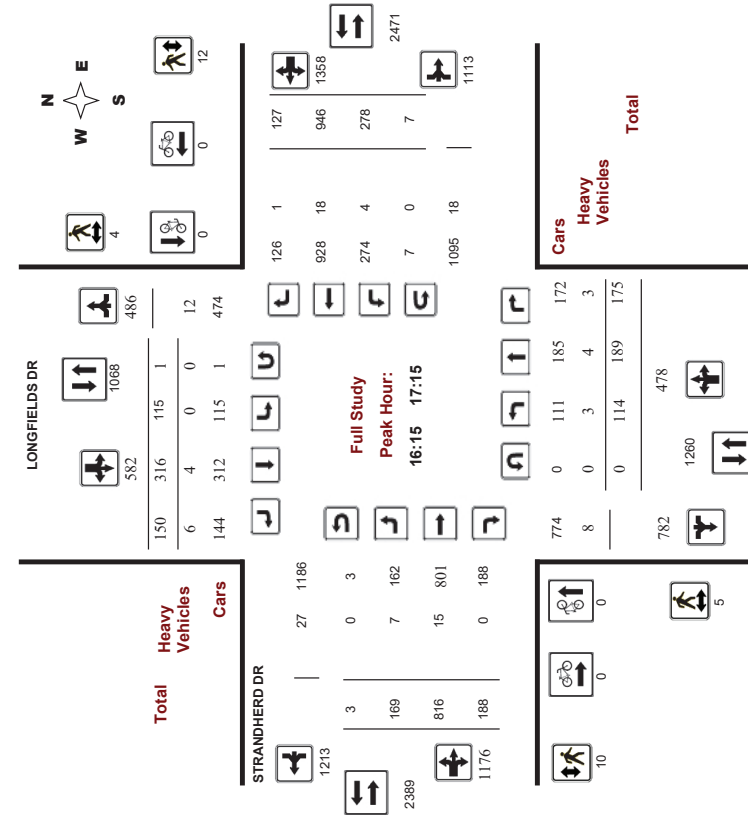 LONGFIELDS DR
N
W E
S
4
12
0
0
582
1068
486
150 316 115 1
6 4 0 0 12
144 312 115 1 474
Total
Heavy
Vehicles
Cars
STRANDHERD DR
1213
2389
1176
27 1186
3 0 3
169 7 162
816 15 801
188 0 188
Full Study
Peak Hour:
16:15 17:15
126 1 127
928 18 946
274 4 278
7 0 7
1095 18
1358
2471
1113
Cars
Heavy
Vehicles
Total
774 0 111 185 172
8 0 3 4 3
0 114 189 175
782
1260
478
10
0
0
5